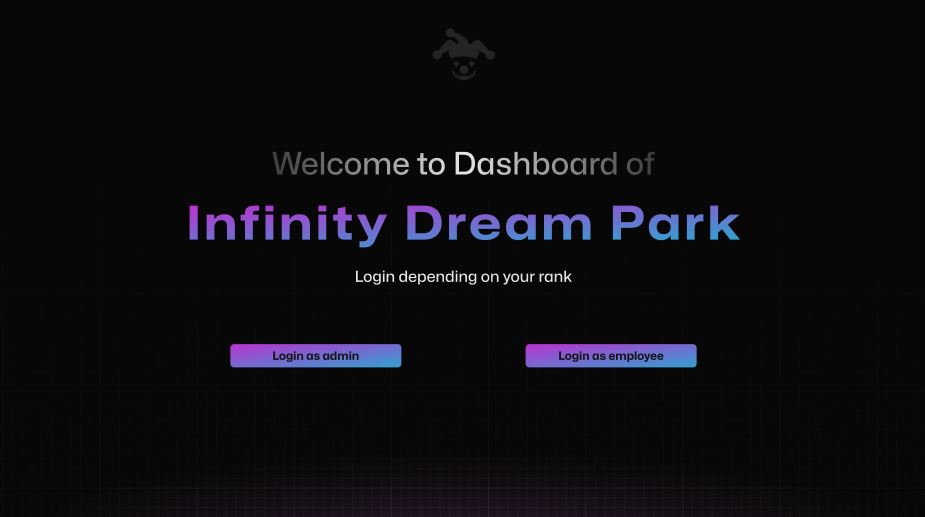 Welcome to Dashboard of
Infinity Dream Park
Login depending on your rank
Login as admin
Login as employee